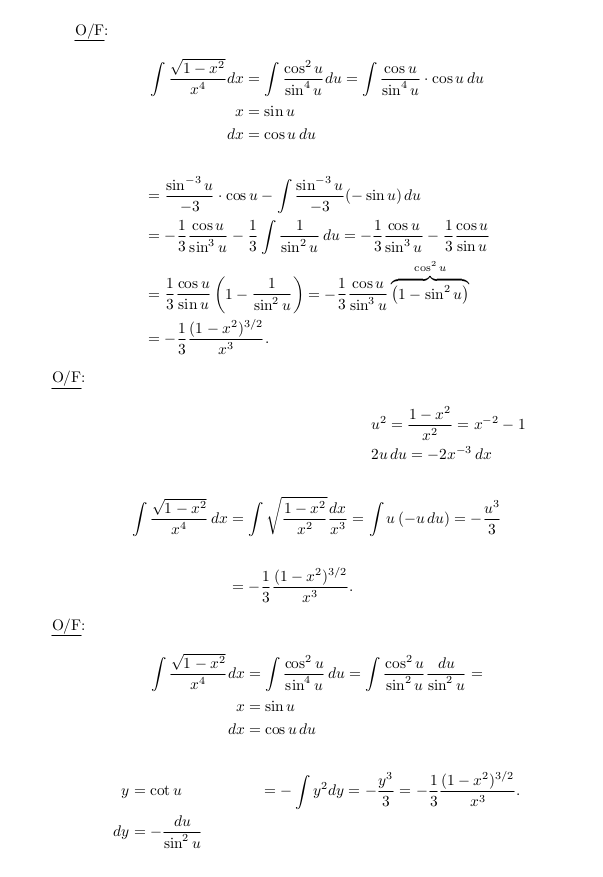 O/F:
\int \frac{\sqrt{1-x^2}}{x^4} dx = \int \frac{\cos^2 u}{\sin^4 u} du = \int \frac{\cos u}{\sin^4 u} \cdot \cos u \, du
x = \sin u
dx = \cos u \, du
= \frac{\sin^{-3} u}{-3} \cdot \cos u - \int \frac{\sin^{-3} u}{-3} (-\sin u) \, du
= -\frac{1}{3} \frac{\cos u}{\sin^3 u} - \frac{1}{3} \int \frac{1}{\sin^2 u} \, du = -\frac{1}{3} \frac{\cos u}{\sin^3 u} - \frac{1}{3} \frac{\cos u}{\sin u}
= \frac{1}{3} \frac{\cos u}{\sin u} \left(1 - \frac{1}{\sin^2 u}\right) = -\frac{1}{3} \frac{\cos u}{\sin^3 u} \overbrace{(1 - \sin^2 u)}^{\cos^2 u}
= -\frac{1}{3} \frac{(1-x^2)^{3/2}}{x^3}.
O/F:
u^2 = \frac{1-x^2}{x^2} = x^{-2} - 1
2u \, du = -2x^{-3} \, dx
\int \frac{\sqrt{1-x^2}}{x^4} \, dx = \int \sqrt{\frac{1-x^2}{x^2}} \frac{dx}{x^3} = \int u \, (-u \, du) = -\frac{u^3}{3}
= -\frac{1}{3} \frac{(1-x^2)^{3/2}}{x^3}.
O/F:
\int \frac{\sqrt{1-x^2}}{x^4} dx = \int \frac{\cos^2 u}{\sin^4 u} \, du = \int \frac{\cos^2 u}{\sin^2 u} \frac{du}{\sin^2 u} =
x = \sin u
dx = \cos u \, du
y = \cot u = -\int y^2 dy = -\frac{y^3}{3} = -\frac{1}{3} \frac{(1-x^2)^{3/2}}{x^3}.
dy = -\frac{du}{\sin^2 u}